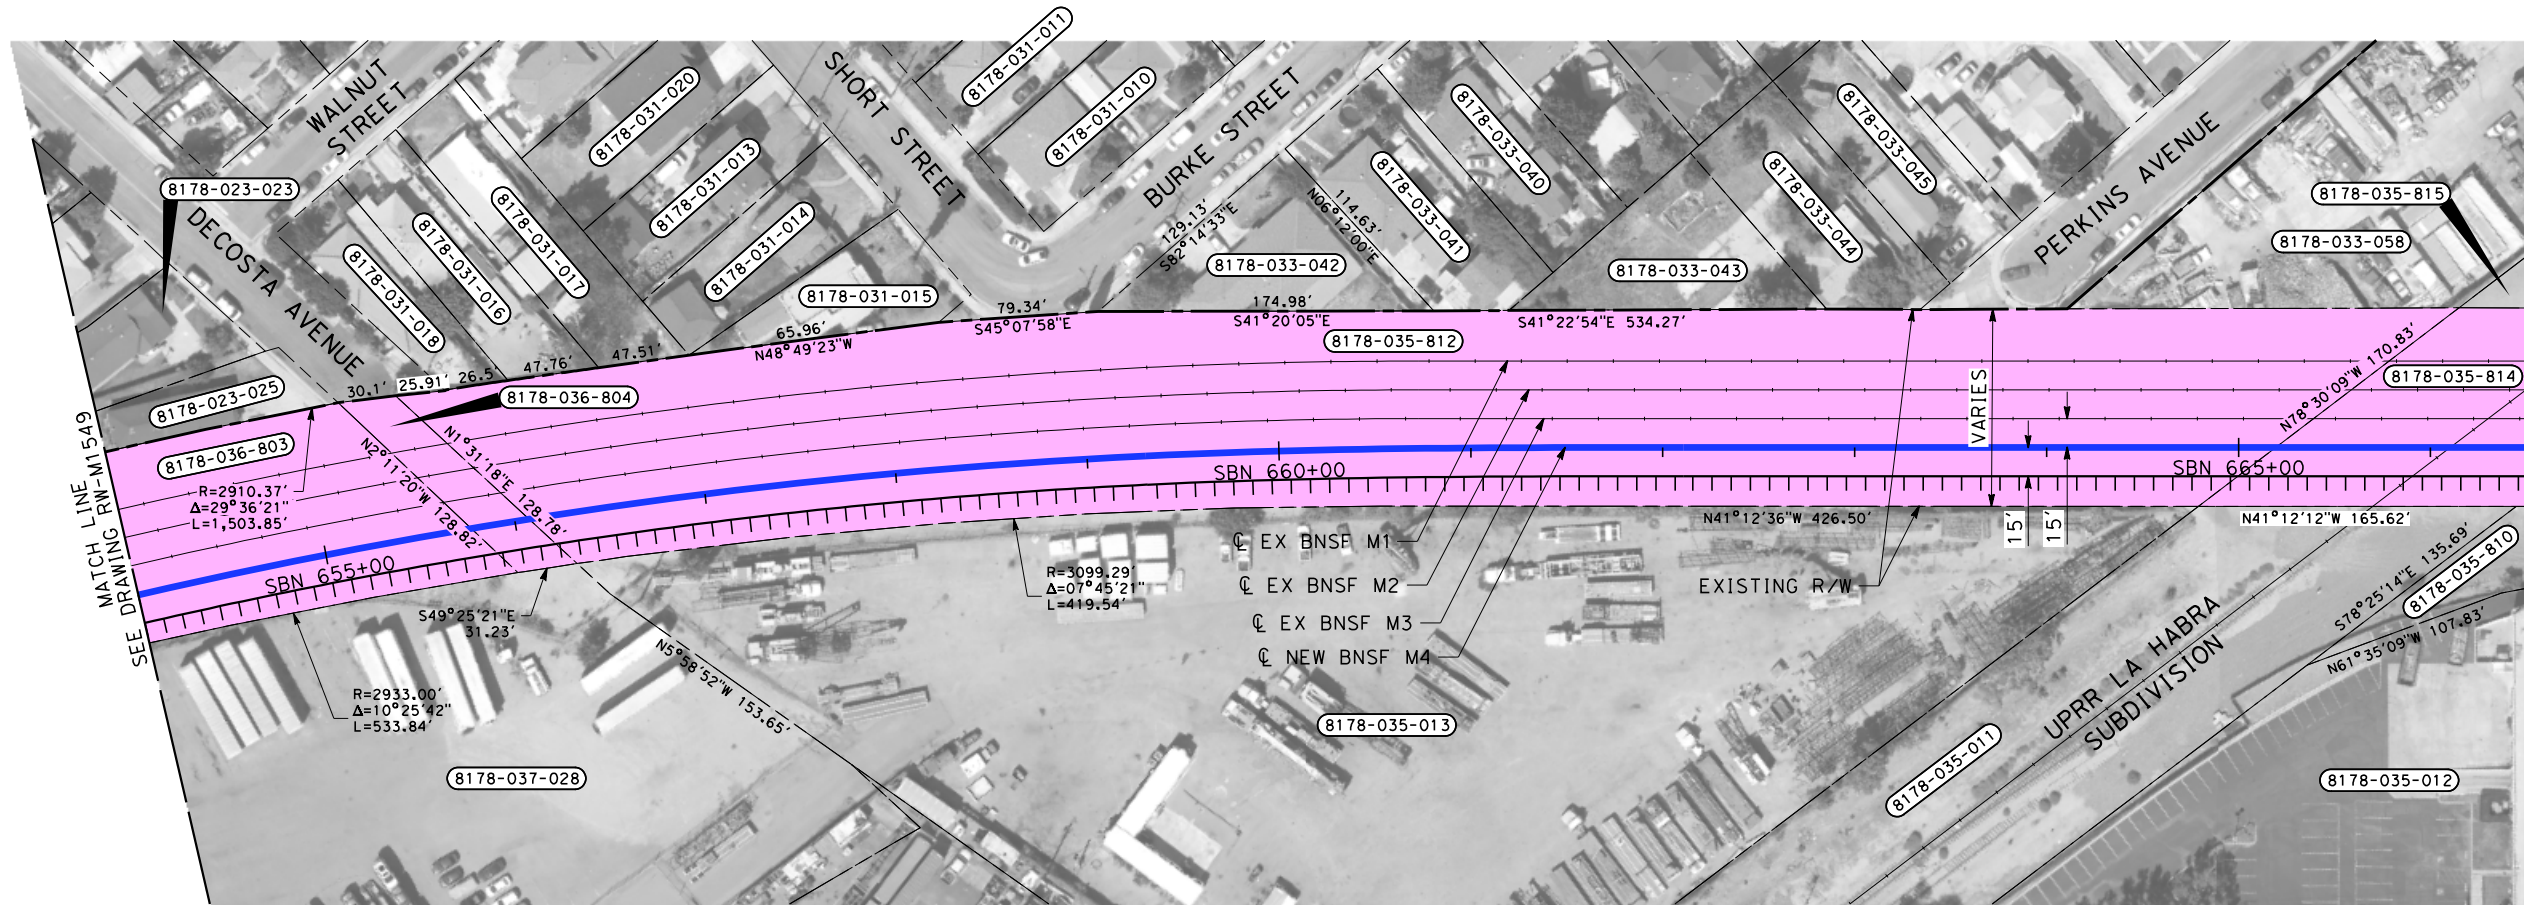 8178-031-011
WALNUT
STREET
8178-031-020
SHORT STREET
8178-031-010
BURKE STREET
8178-033-040
8178-033-045
PERKINS AVENUE
8178-023-023
8178-031-013
8178-033-041
8178-033-044
8178-035-815
DECOSTA AVENUE
8178-031-018
8178-031-016
8178-031-017
8178-031-014
8178-031-015
129.13'
S82°14'33"E
114.63'
N06°12'00"E
8178-033-042
8178-033-043
8178-033-058
30.1'
25.91'
26.5'
47.76'
47.51'
65.96'
N48°49'23"W
79.34'
S45°07'58"E
174.98'
S41°20'05"E
S41°22'54"E 534.27'
8178-035-812
N78°30'09"W 170.83'
8178-035-814
8178-023-025
8178-036-804
8178-036-803
VARIES
MATCH LINE
SEE DRAWING RW-M1549
R=2910.37'
Δ=29°36'21"
L=1,503.85'
N2°11'20"W 128.82'
N1°31'18"E 128.78'
SBN 655+00
SBN 660+00
SBN 665+00
15'
15'
N41°12'36"W 426.50'
N41°12'12"W 165.62'
℄ EX BNSF M1
℄ EX BNSF M2
℄ EX BNSF M3
℄ NEW BNSF M4
EXISTING R/W
R=3099.29'
Δ=07°45'21"
L=419.54'
S49°25'21"E
31.23'
R=2933.00'
Δ=10°25'42"
L=533.84'
N5°58'52"W 153.65'
S78°25'14"E 135.69'
8178-035-810
N61°35'09"W 107.83'
UPRR LA HABRA
SUBDIVISION
8178-037-028
8178-035-013
8178-035-011
8178-035-012